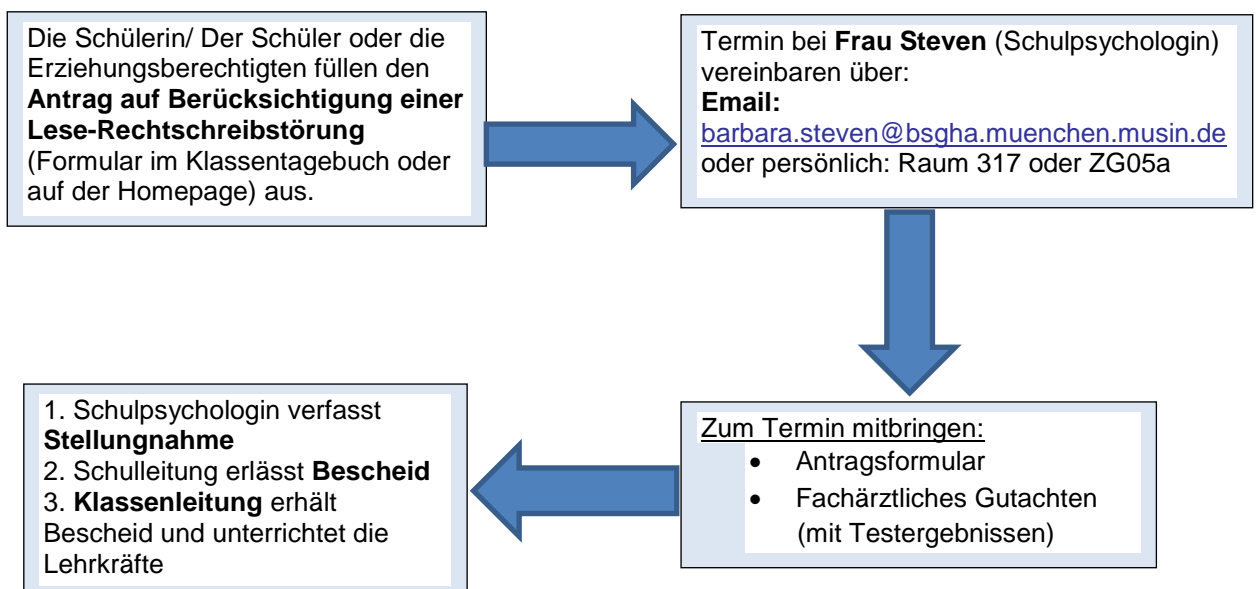 Die Schülerin/ Der Schüler oder die
Erziehungsberechtigten füllen den
Antrag auf Berücksichtigung einer
Lese-Rechtschreibstörung
(Formular im Klassentagebuch oder
auf der Homepage) aus.
Termin bei Frau Steven (Schulpsychologin)
vereinbaren über:
Email:
barbara.steven@bsgha.muenchen.musin.de
oder persönlich: Raum 317 oder ZG05a
Zum Termin mitbringen:
• Antragsformular
• Fachärztliches Gutachten
(mit Testergebnissen)
1. Schulpsychologin verfasst
Stellungnahme
2. Schulleitung erlässt Bescheid
3. Klassenleitung erhält
Bescheid und unterrichtet die
Lehrkräfte